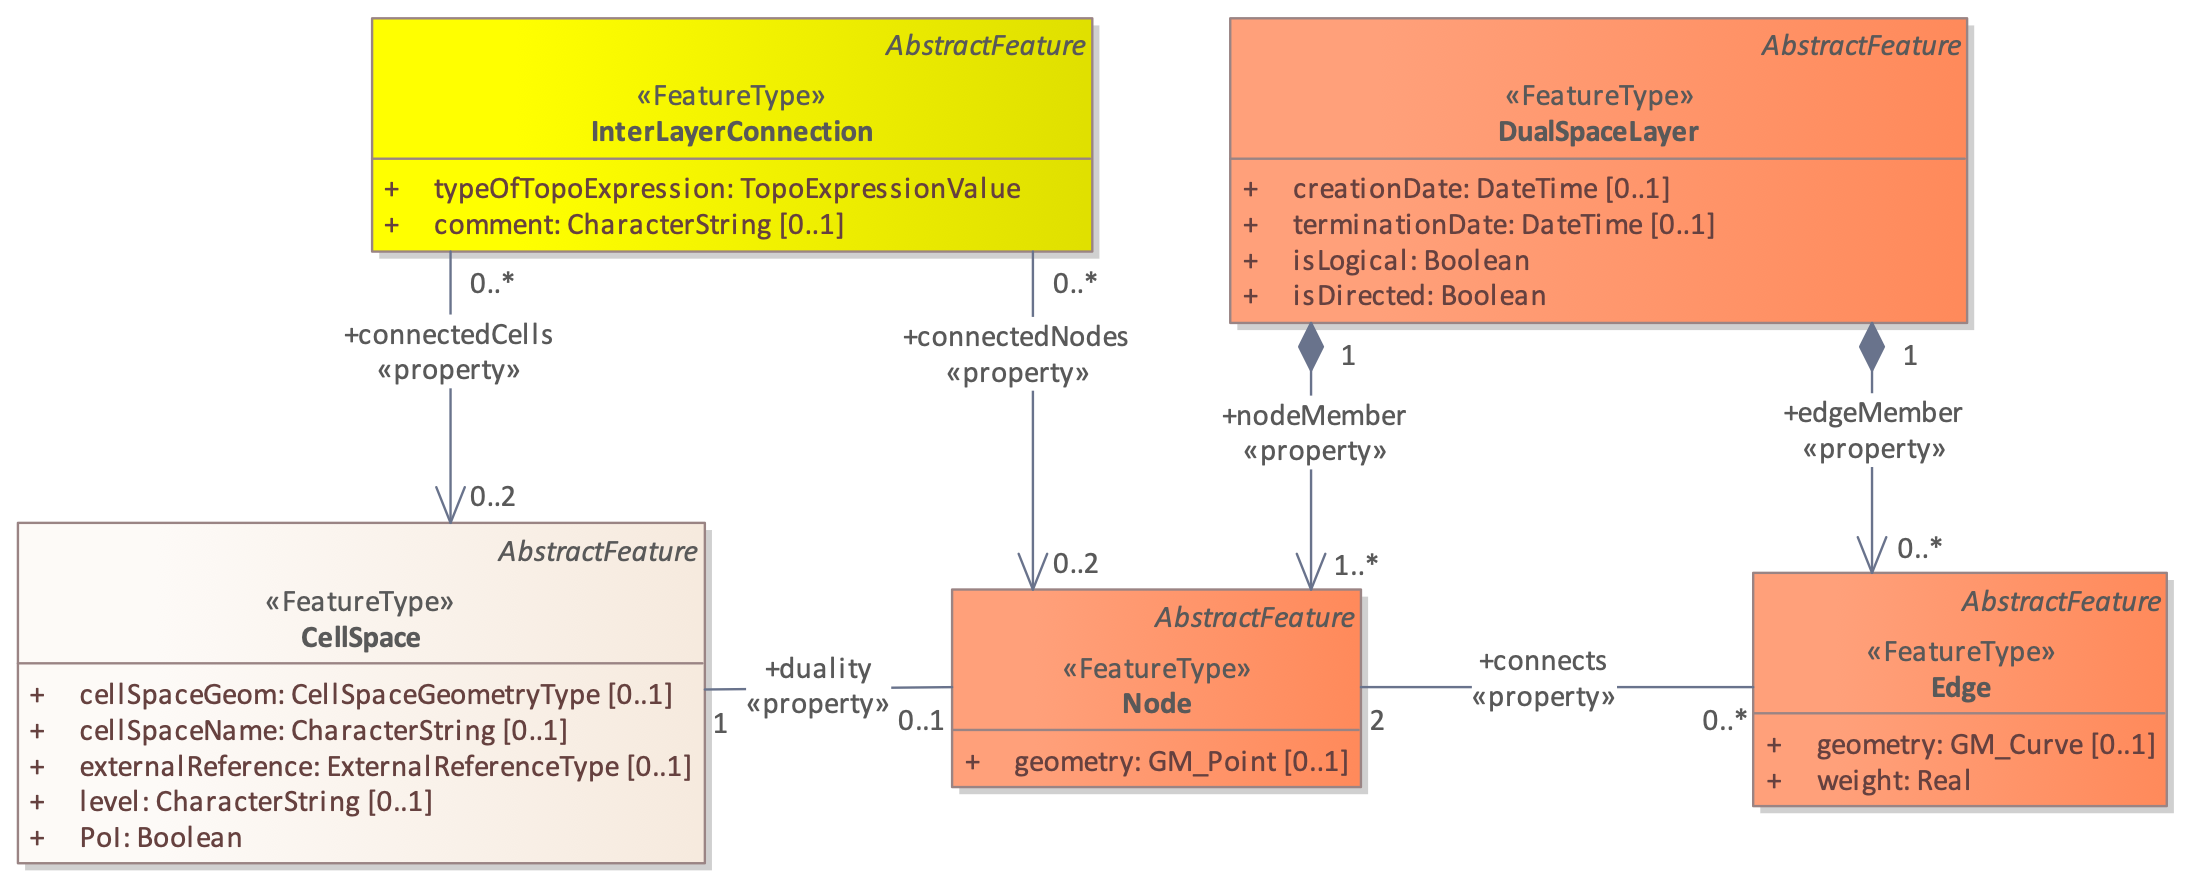 AbstractFeature
«FeatureType»
InterLayerConnection
+ typeOfTopoExpression: TopoExpressionValue
+ comment: CharacterString [0..1]
AbstractFeature
«FeatureType»
DualSpaceLayer
+ creationDate: DateTime [0..1]
+ terminationDate: DateTime [0..1]
+ isLogical: Boolean
+ isDirected: Boolean
0..*
+connectedCells
«property»
0..2
0..*
+connectedNodes
«property»
0..2
1
+nodeMember
«property»
1..*
1
+edgeMember
«property»
0..*
AbstractFeature
«FeatureType»
CellSpace
+ cellSpaceGeom: CellSpaceGeometryType [0..1]
+ cellSpaceName: CharacterString [0..1]
+ externalReference: ExternalReferenceType [0..1]
+ level: CharacterString [0..1]
+ PoI: Boolean
+duality
«property»
1
0..1
AbstractFeature
«FeatureType»
Node
+ geometry: GM_Point [0..1]
+connects
«property»
2
0..*
AbstractFeature
«FeatureType»
Edge
+ geometry: GM_Curve [0..1]
+ weight: Real